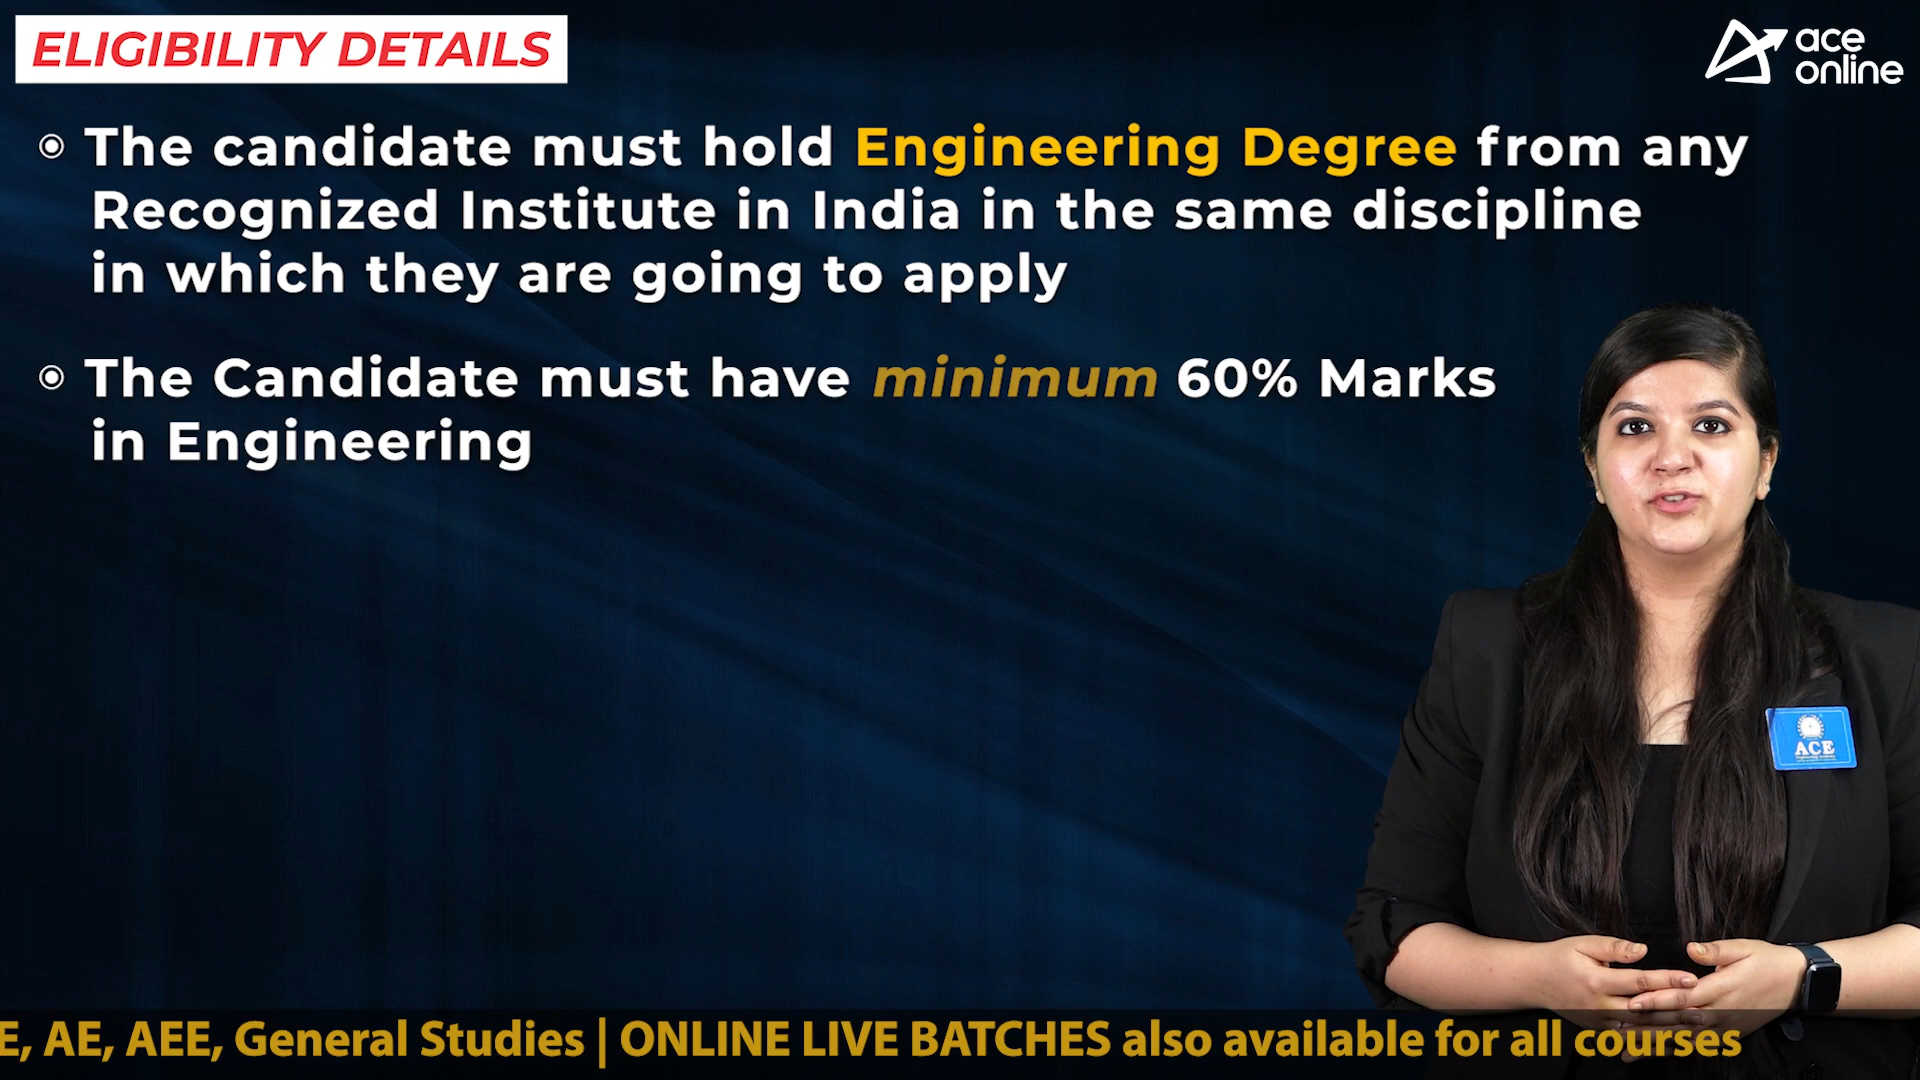 ELIGIBILITY DETAILS
ace
online
The candidate must hold Engineering Degree from any
Recognized Institute in India in the same discipline
in which they are going to apply
The Candidate must have minimum 60% Marks
in Engineering
ACE
E, AE, AEE, General Studies | ONLINE LIVE BATCHES also available for all courses